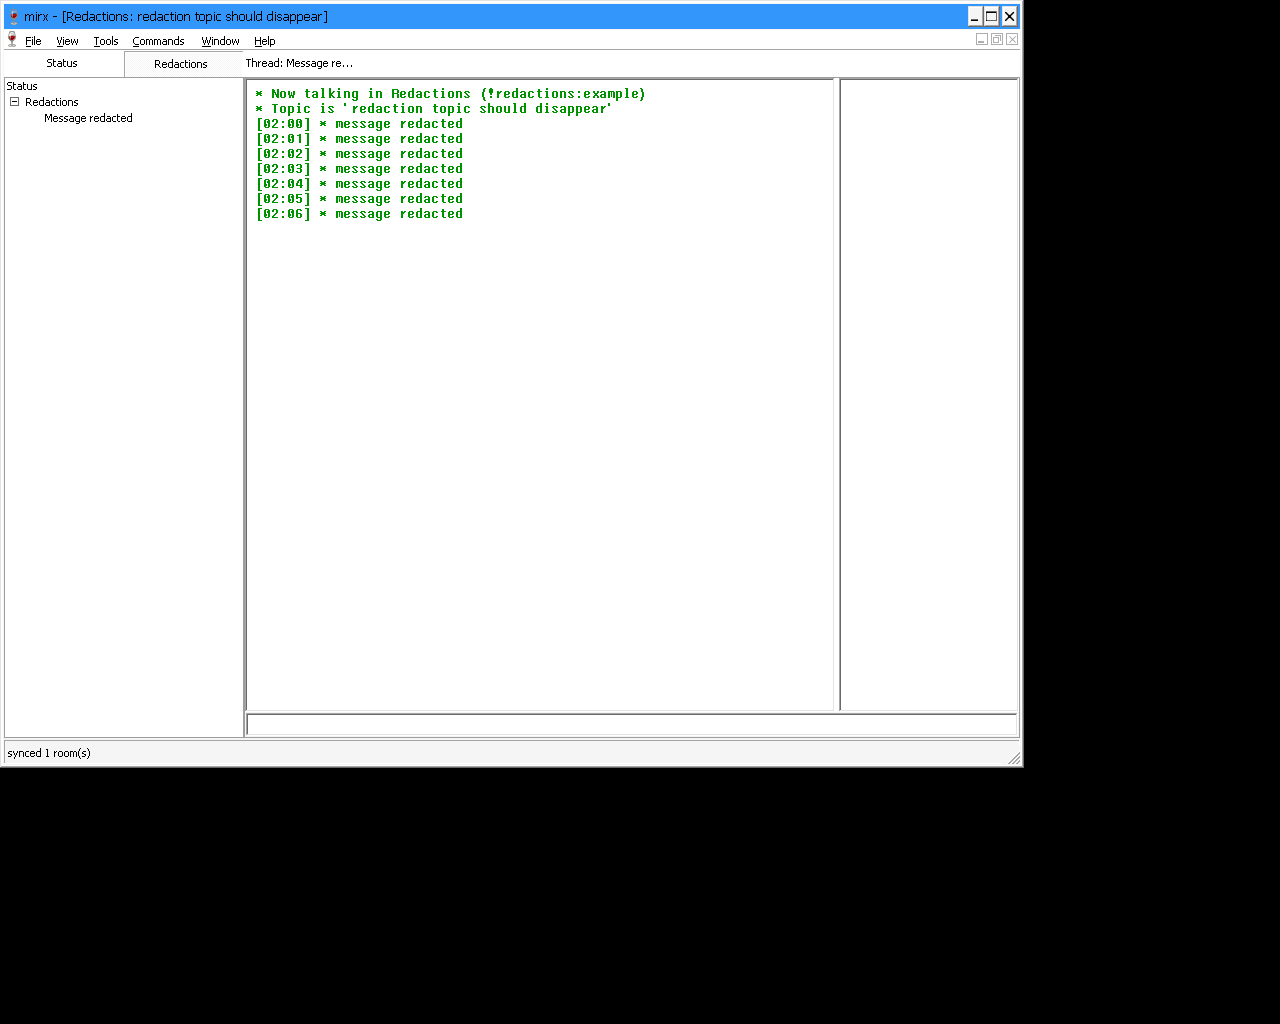 mirx - [Redactions: redaction topic should disappear]
File View Tools Commands Window Help
Status Redactions Thread: Message re...
Status
Redactions
Message redacted
* Now talking in Redactions (!redactions:example)
* Topic is 'redaction topic should disappear'
[02:00] * message redacted
[02:01] * message redacted
[02:02] * message redacted
[02:03] * message redacted
[02:04] * message redacted
[02:05] * message redacted
[02:06] * message redacted
synced 1 room(s)